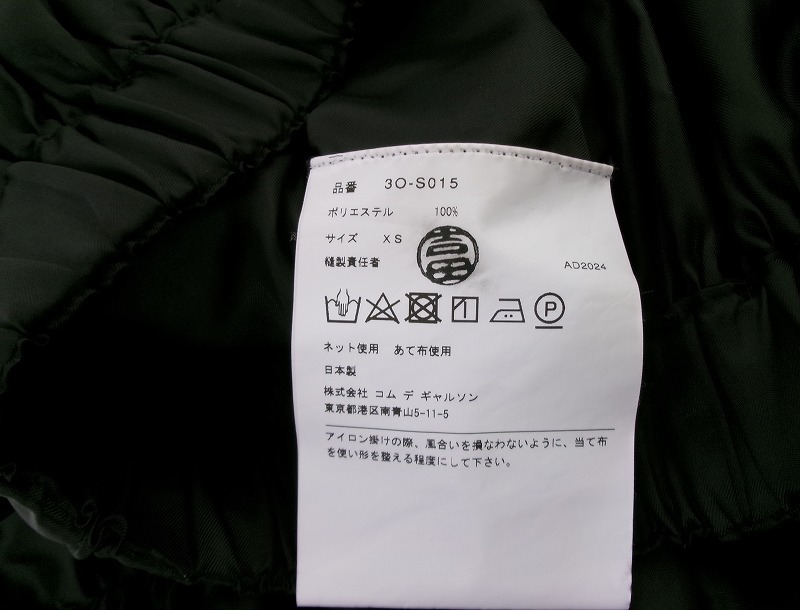 品番 3O-S015
ポリエステル 100%
サイズ XS
縫製責任者 吉田 AD2024
P
ネット使用 あて布使用
日本製
株式会社 コム デ ギャルソン
東京都港区南青山5-11-5
アイロン掛けの際、風合いを損なわないように、当て布
を使い形を整える程度にして下さい。